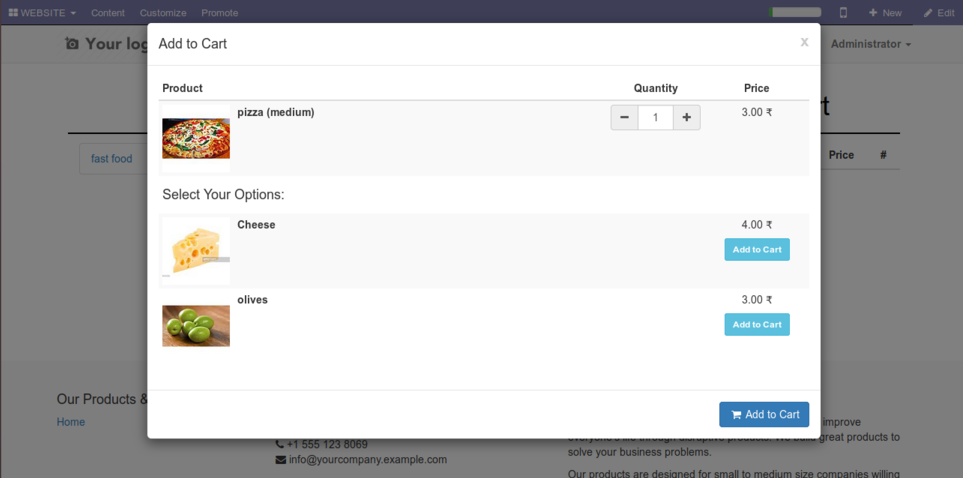 WEBSITE Content Customize Promote New Edit
Your log
Administrator
Add to Cart x
Product Quantity Price
pizza (medium) 1 3.00 ₹
fast food
Price #
Select Your Options:
Cheese 4.00 ₹
Add to Cart
olives 3.00 ₹
Add to Cart
Add to Cart
Our Products &
Home
improve
+1 555 123 8069
everyone's life through disruptive products. We build great products to
info@yourcompany.example.com
solve your business problems.
Our products are designed for small to medium size companies willing